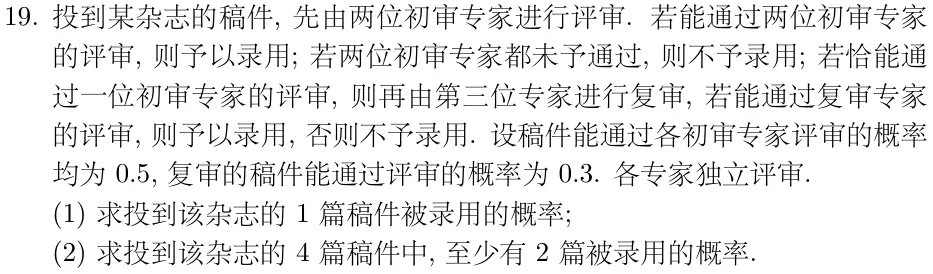 19. 投到某杂志的稿件, 先由两位初审专家进行评审. 若能通过两位初审专家
的评审, 则予以录用; 若两位初审专家都未予通过, 则不予录用; 若恰能通
过一位初审专家的评审, 则再由第三位专家进行复审, 若能通过复审专家
的评审, 则予以录用, 否则不予录用. 设稿件能通过各初审专家评审的概率
均为 0.5, 复审的稿件能通过评审的概率为 0.3. 各专家独立评审.
(1) 求投到该杂志的 1 篇稿件被录用的概率;
(2) 求投到该杂志的 4 篇稿件中, 至少有 2 篇被录用的概率.